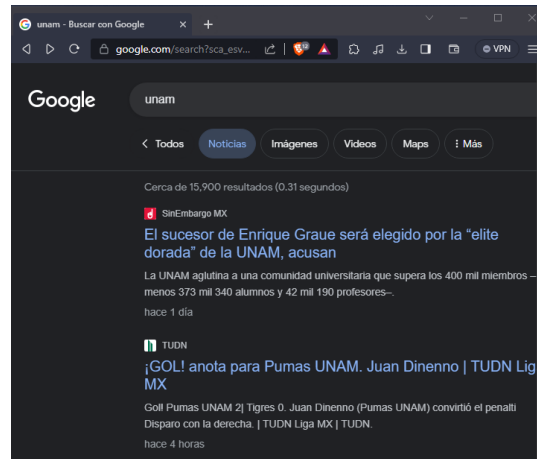 unam - Buscar con Google
google.com/search?sca_esv...
VPN
Google
unam
Todos
Noticias
Imágenes
Videos
Maps
Más
Cerca de 15,900 resultados (0.31 segundos)
SinEmbargo MX
El sucesor de Enrique Graue será elegido por la “elite
dorada” de la UNAM, acusan
La UNAM aglutina a una comunidad universitaria que supera los 400 mil miembros –
menos 373 mil 340 alumnos y 42 mil 190 profesores–.
hace 1 día
TUDN
¡GOL! anota para Pumas UNAM. Juan Dinenno | TUDN Lig
MX
Goll Pumas UNAM 2| Tigres 0. Juan Dinenno (Pumas UNAM) convirtió el penalti
Disparo con la derecha. | TUDN Liga MX | TUDN.
hace 4 horas